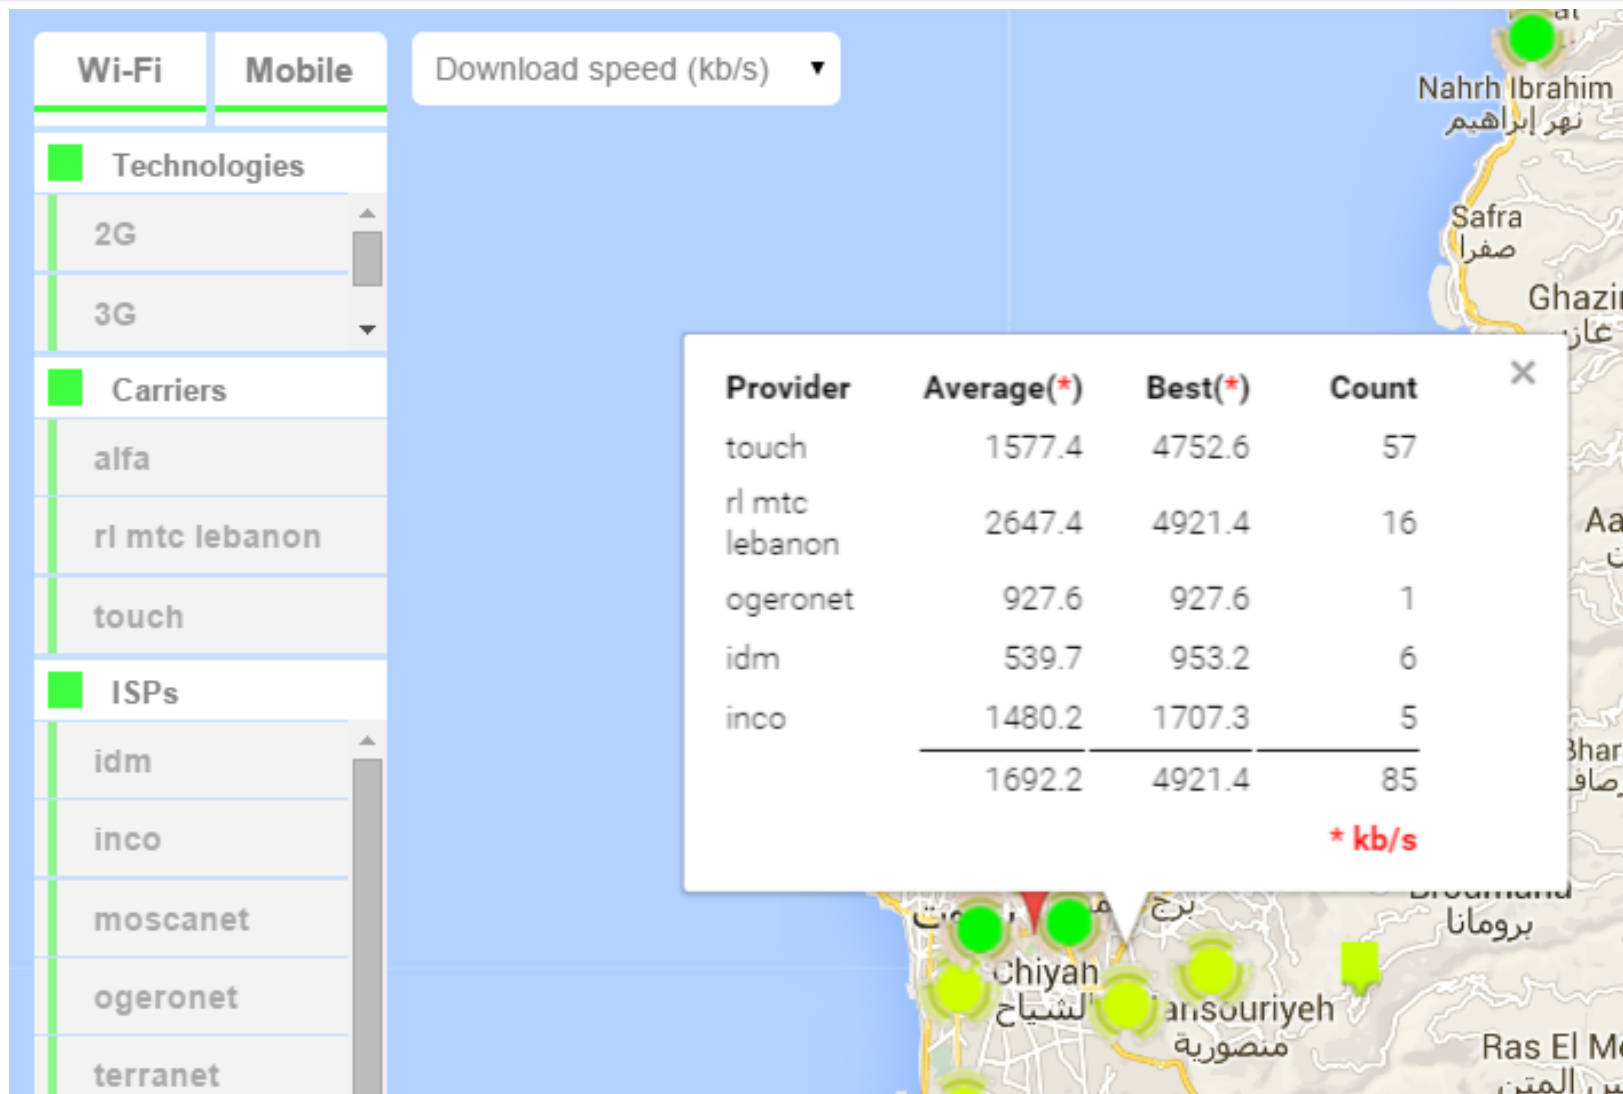 Wi-Fi
Mobile
Download speed (kb/s)
Technologies
2G
3G
Carriers
alfa
rl mtc lebanon
touch
ISPs
idm
inco
moscanet
ogeronet
terranet
Nahrh Ibrahim
نهر إبراهيم
Safra
صفرا
Provider Average(*) Best(*) Count
touch 1577.4 4752.6 57
rl mtc
lebanon 2647.4 4921.4 16
ogeronet 927.6 927.6 1
idm 539.7 953.2 6
inco 1480.2 1707.3 5
1692.2 4921.4 85
* kb/s
برج
برومانا
Chiyah
الشياح
منصورية
Ras El